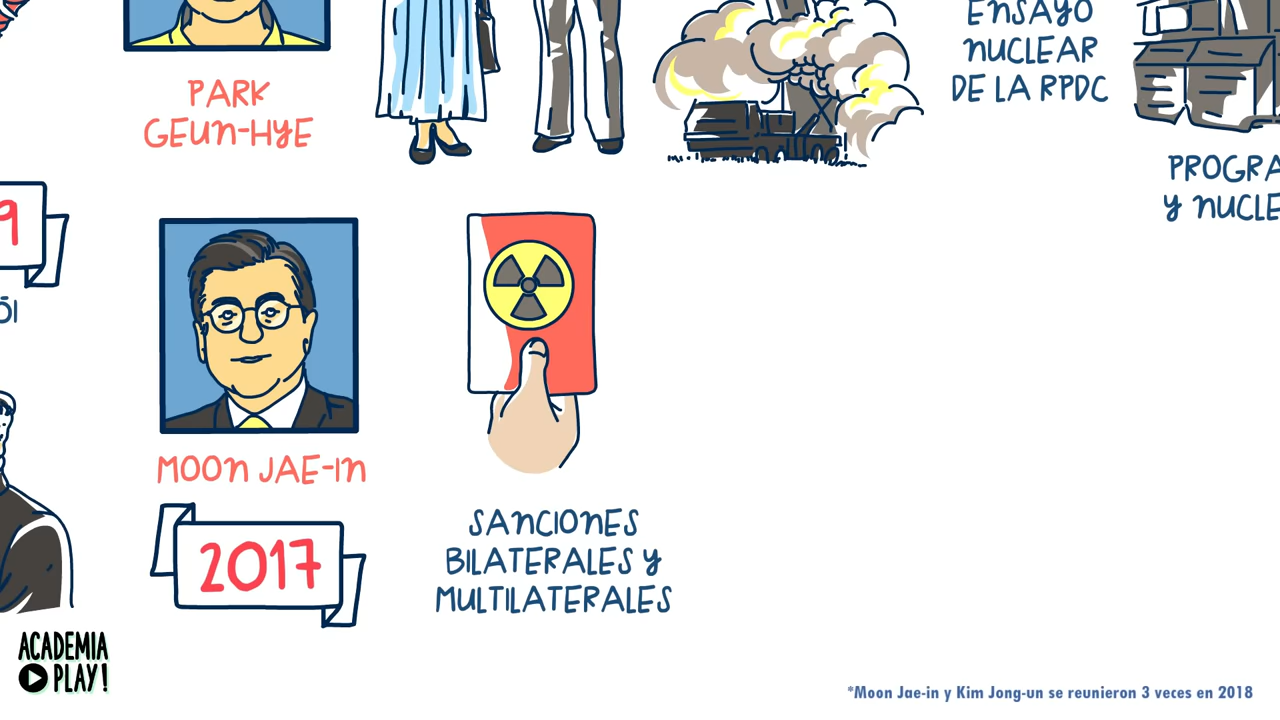 PARK
GEUN-HYE
ENSAYO
NUCLEAR
DE LA RPDC
MOON JAE-IN
2017
SANCIONES
BILATERALES Y
MULTILATERALES
ACADEMIA
PLAY!
*Moon Jae-in y Kim Jong-un se reunieron 3 veces en 2018